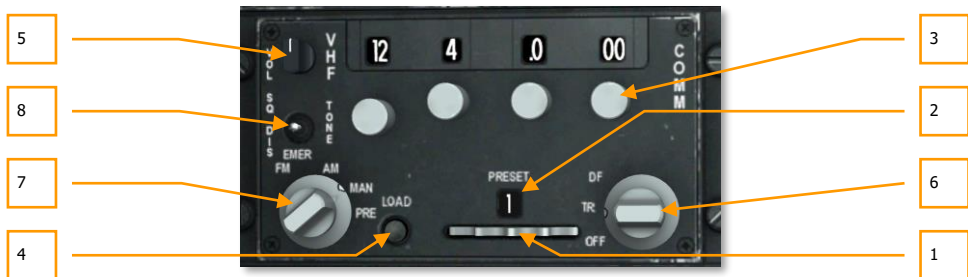 5
8
7
4
VHF
COMM
12 4 .0 00
VOL
SQ DIS
TONE
EMER
FM AM
MAN
PRE
LOAD
PRESET
1
DF
TR
OFF
3
2
6
1